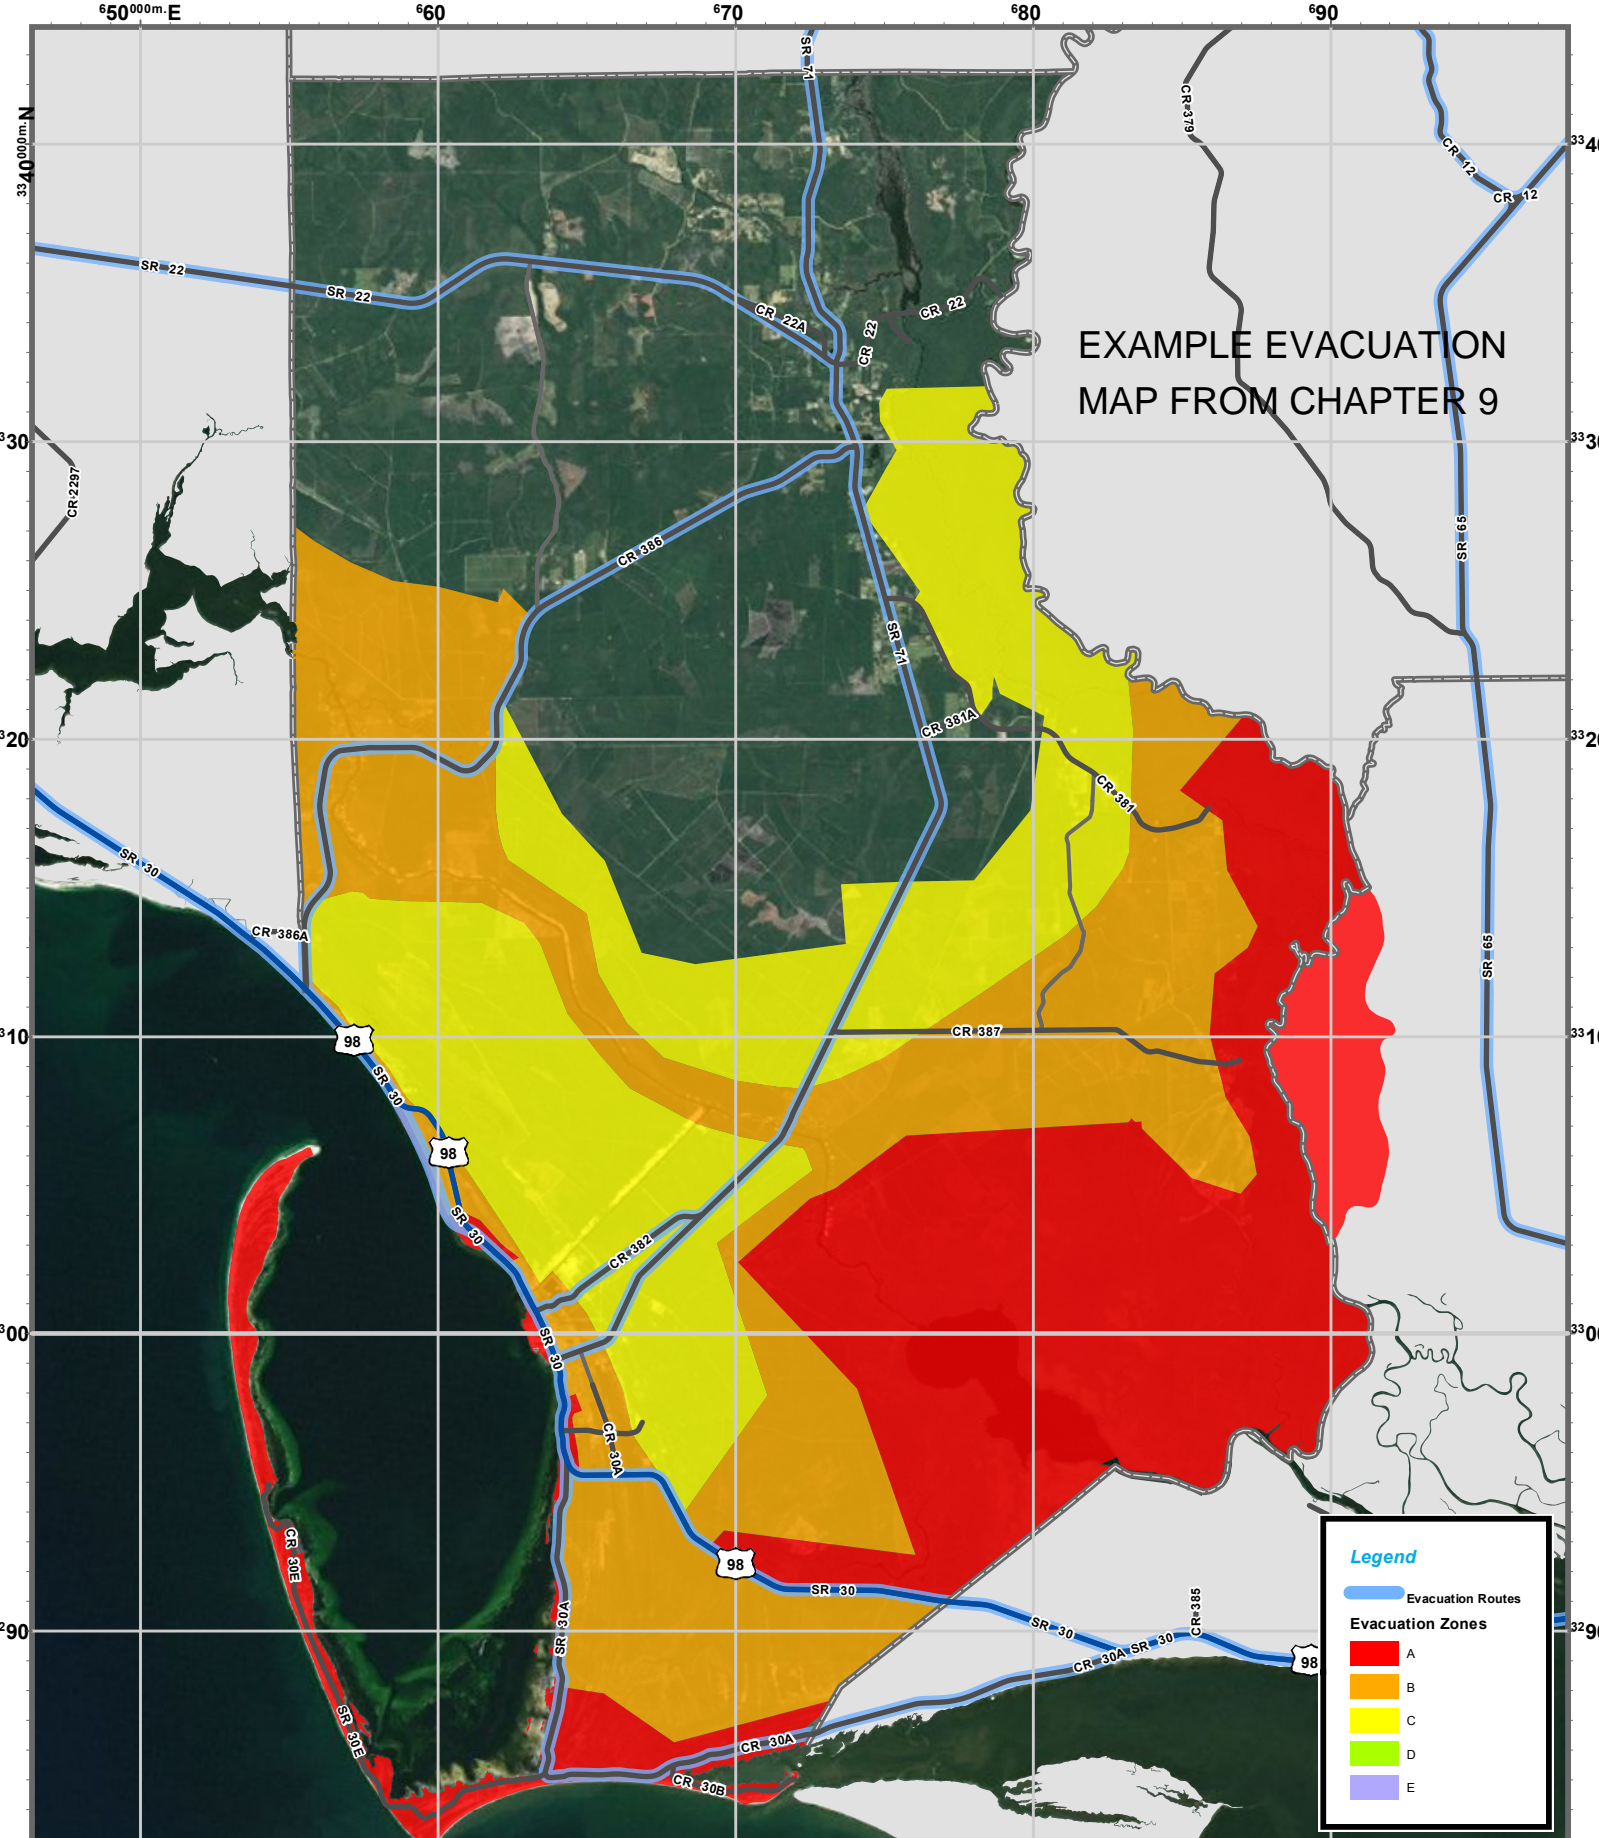 650000m. E
660
670
680
690
SR 71
3340000m. N
3340
CR 379
CR 12
CR 12
SR 22
SR 22
CR 22A
CR 22
CR 22
EXAMPLE EVACUATION
MAP FROM CHAPTER 9
3330
CR 2297
CR 386
SR 65
SR 71
CR 381A
3320
CR 381
SR 30
CR 386A
SR 65
98
CR 387
3310
SR 30
98
SR 30
CR 382
3300
SR 30
CR 30A
CR 30E
98
SR 30
SR 30A
SR 30
SR 30
CR 385
CR 30A
98
3290
SR 30E
CR 30A
CR 30B
Legend
Evacuation Routes
Evacuation Zones
A
B
C
D
E